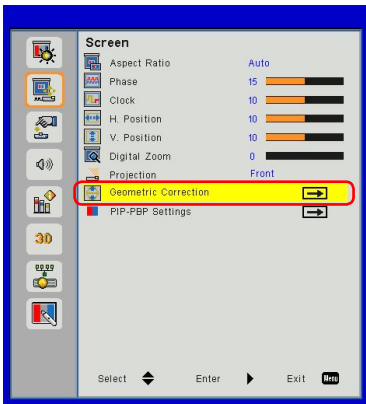 Screen
Aspect Ratio Auto
Phase 15
Clock 10
H. Position 10
V. Position 10
Digital Zoom 0
Projection Front
Geometric Correction
PIP-PBP Settings
3D
Select Enter Exit Menu